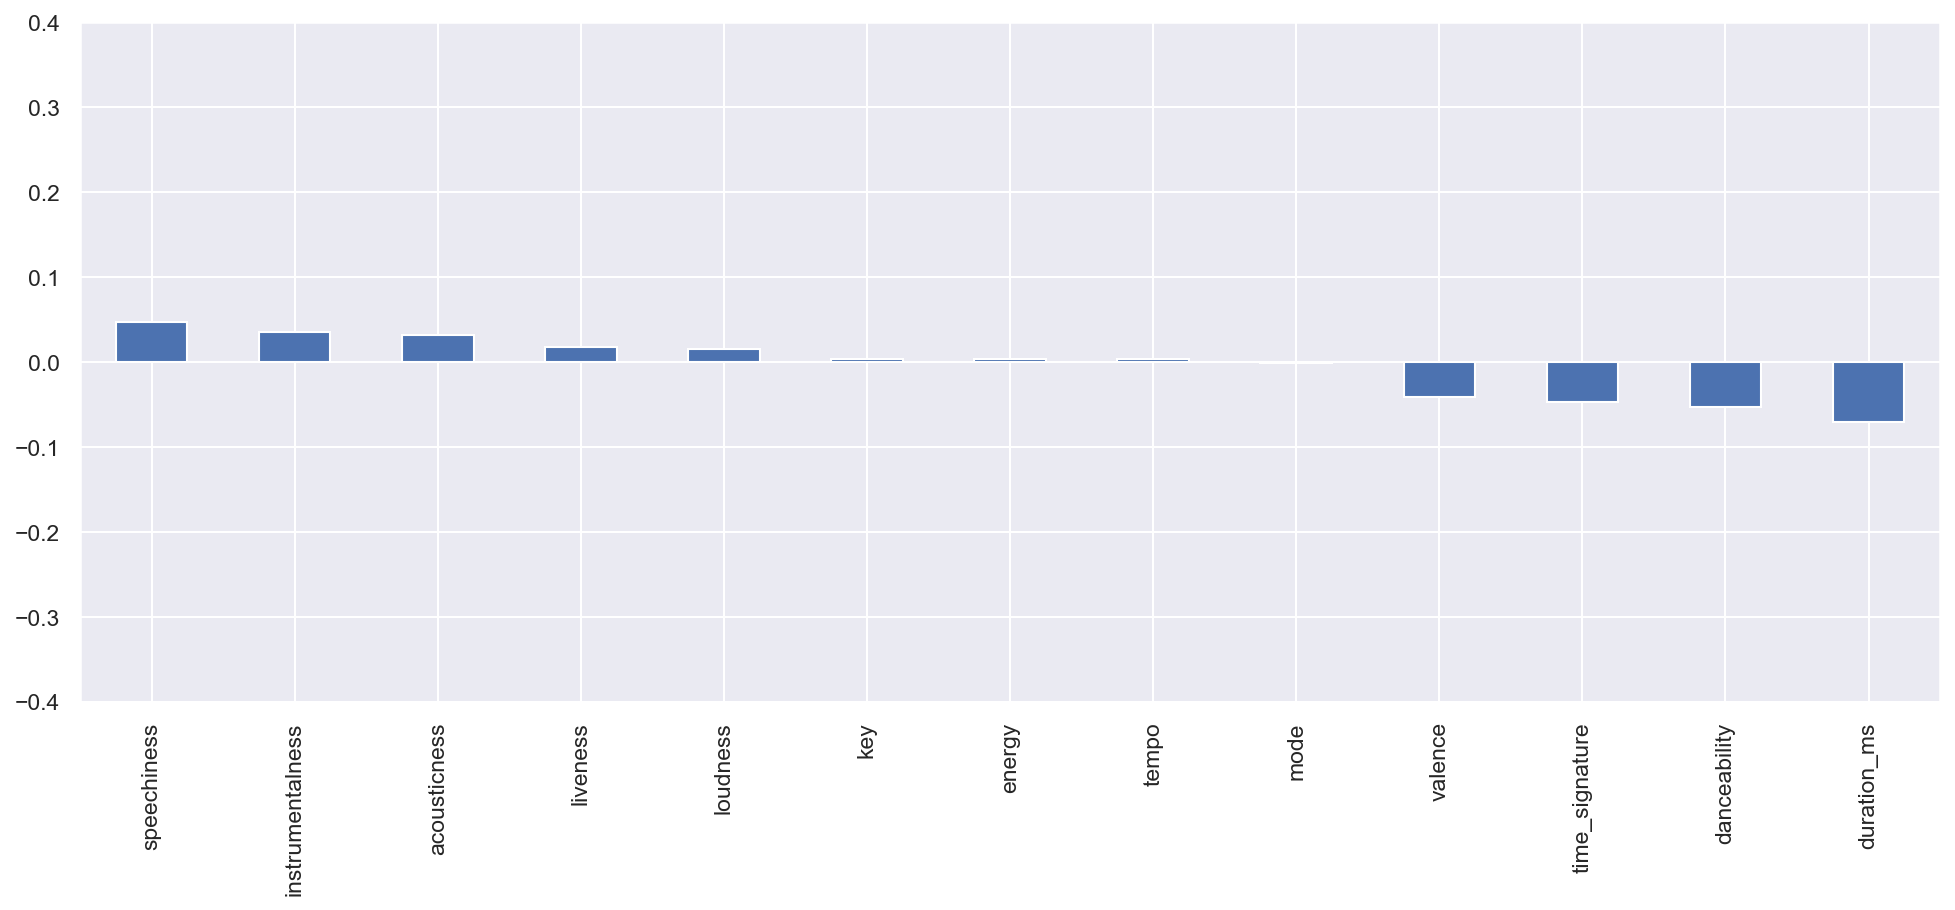 0.4
0.3
0.2
0.1
0.0
−0.1
−0.2
−0.3
−0.4
speechiness
instrumentalness
acousticness
liveness
loudness
key
energy
tempo
mode
valence
time_signature
danceability
duration_ms